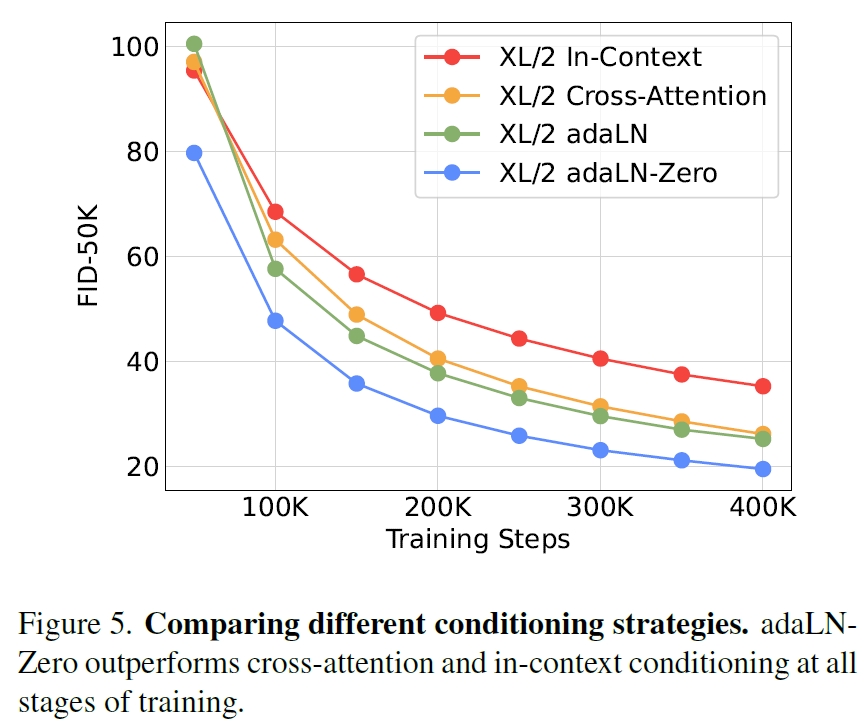 100
80
60
40
20
FID-50K
XL/2 In-Context
XL/2 Cross-Attention
XL/2 adaLN
XL/2 adaLN-Zero
100K 200K 300K 400K
Training Steps
Figure 5. Comparing different conditioning strategies. adaLN-
Zero outperforms cross-attention and in-context conditioning at all
stages of training.